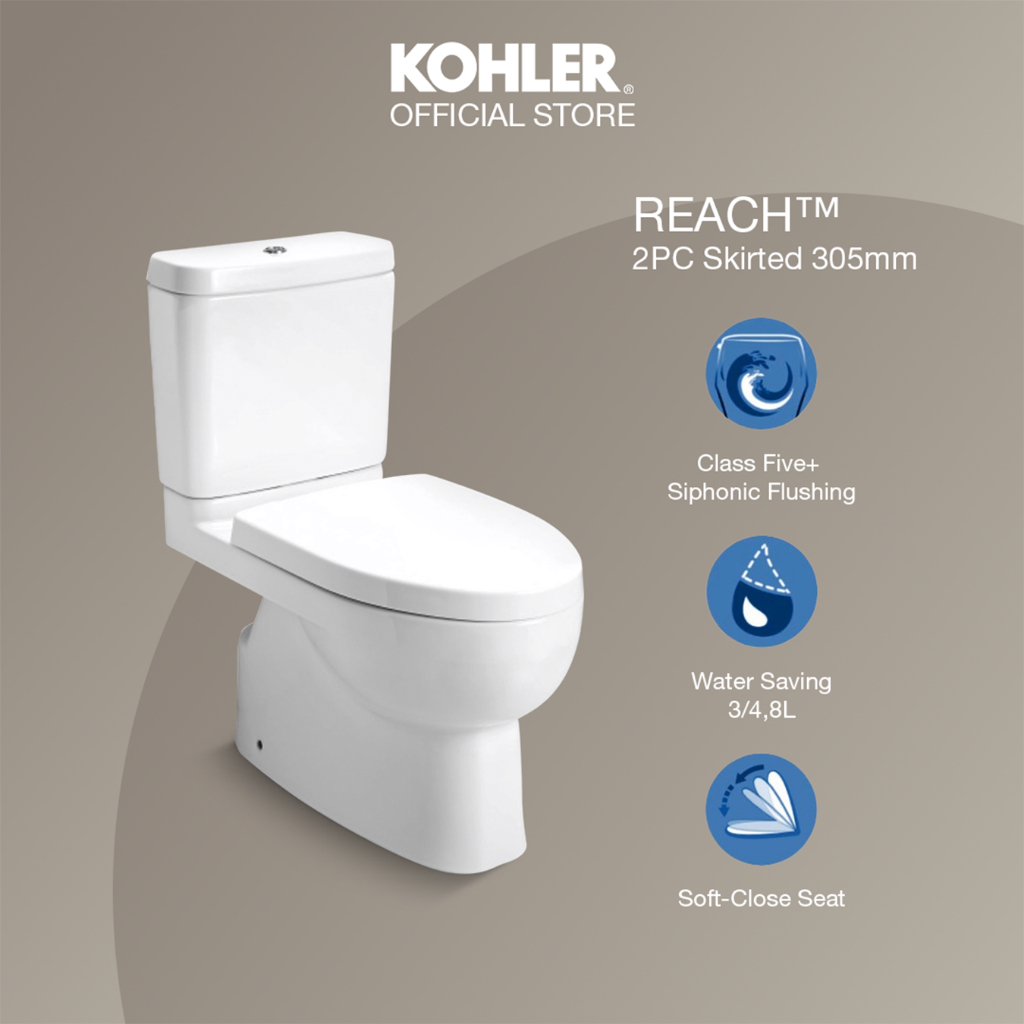 KOHLER®
OFFICIAL STORE
REACH™
2PC Skirted 305mm
Class Five+
Siphonic Flushing
Water Saving
3/4,8L
Soft-Close Seat